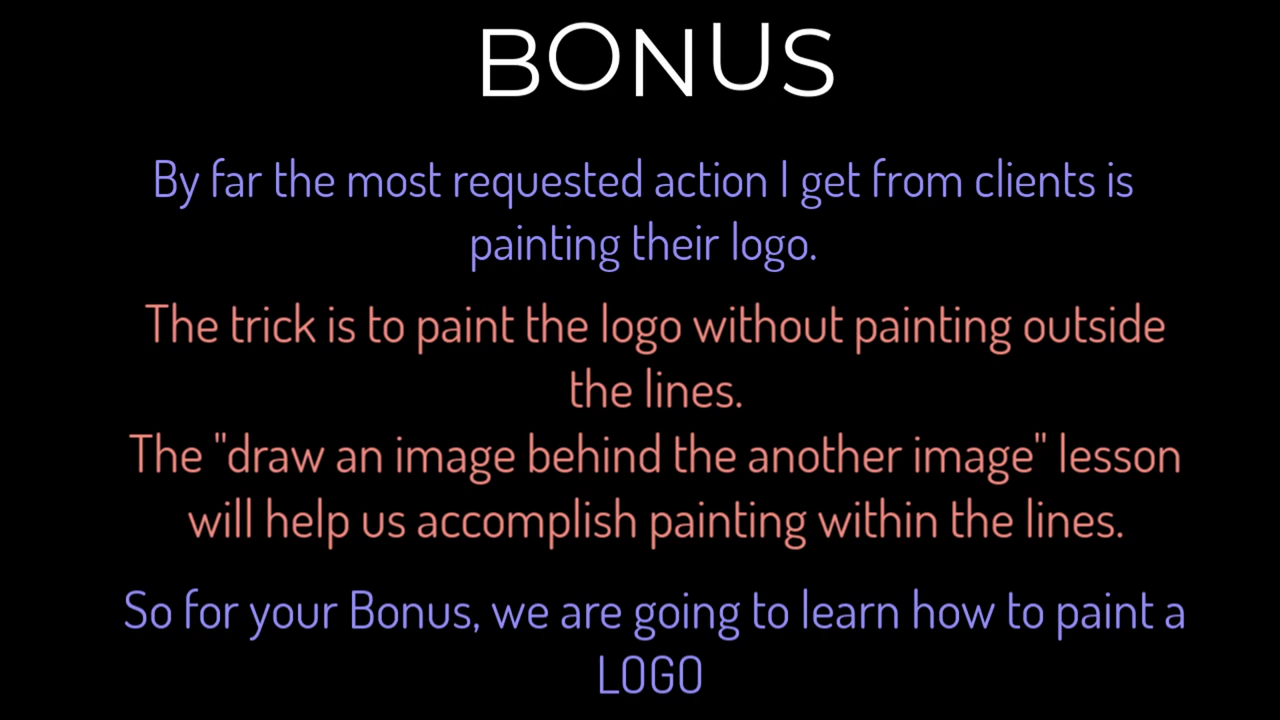 BONUS
By far the most requested action I get from clients is
painting their logo.
The trick is to paint the logo without painting outside
the lines.
The "draw an image behind the another image" lesson
will help us accomplish painting within the lines.
So for your Bonus, we are going to learn how to paint a
LOGO